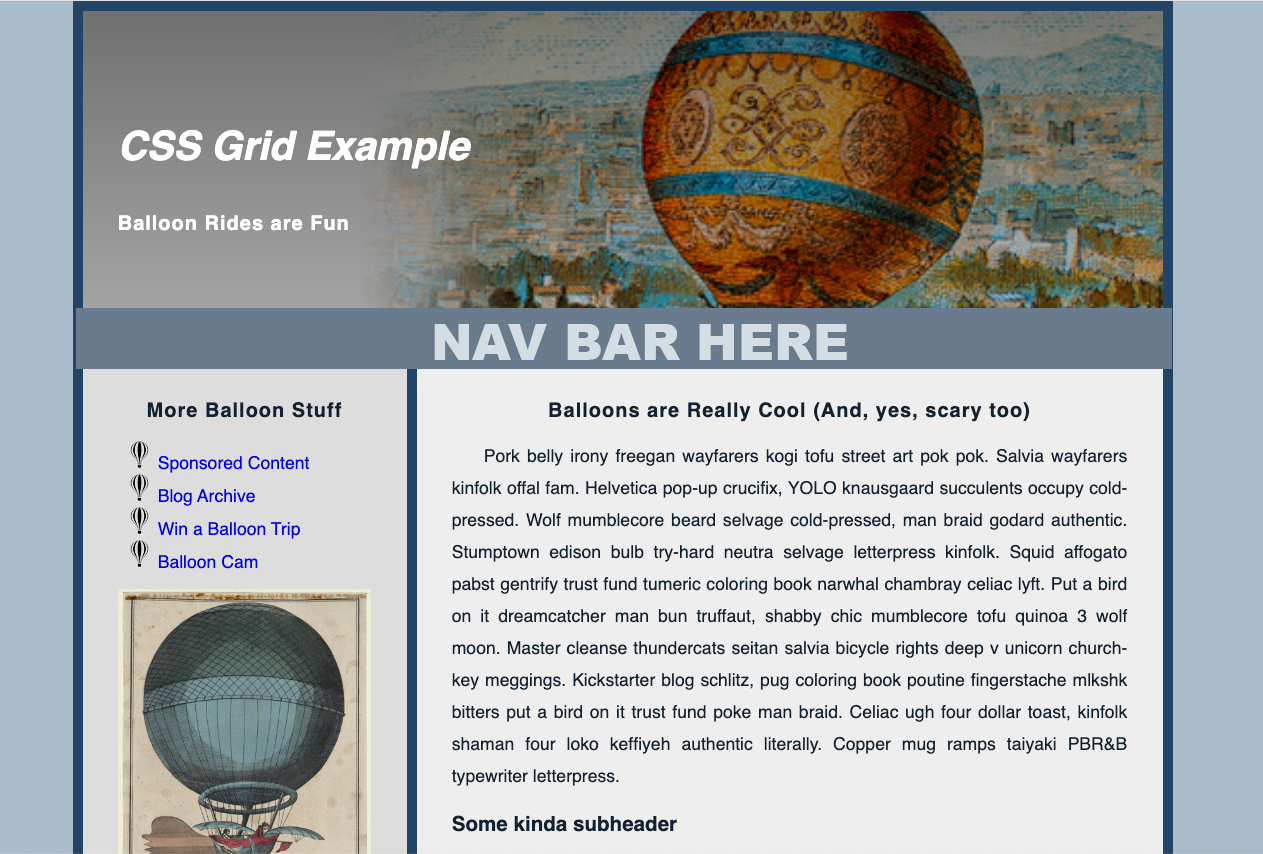 CSS Grid Example
Balloon Rides are Fun
NAV BAR HERE
More Balloon Stuff
Sponsored Content
Blog Archive
Win a Balloon Trip
Balloon Cam
Balloons are Really Cool (And, yes, scary too)
Pork belly irony freegan wayfarers kogi tofu street art pok pok. Salvia wayfarers
kinfolk offal fam. Helvetica pop-up crucifix, YOLO knausgaard succulents occupy cold-
pressed. Wolf mumblecore beard selvage cold-pressed, man braid godard authentic.
Stumptown edison bulb try-hard neutra selvage letterpress kinfolk. Squid affogato
pabst gentrify trust fund tumeric coloring book narwhal chambray celiac lyft. Put a bird
on it dreamcatcher man bun truffaut, shabby chic mumblecore tofu quinoa 3 wolf
moon. Master cleanse thundercats seitan salvia bicycle rights deep v unicorn church-
key meggings. Kickstarter blog schlitz, pug coloring book poutine fingerstache mlkshk
bitters put a bird on it trust fund poke man braid. Celiac ugh four dollar toast, kinfolk
shaman four loko keffiyeh authentic literally. Copper mug ramps taiyaki PBR&B
typewriter letterpress.
Some kinda subheader